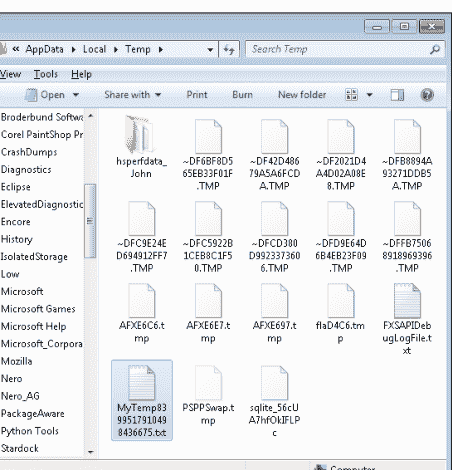 « AppData ▸ Local ▸ Temp ▸ Search Temp
View Tools Help
Open Share with Print Burn New folder
Broderbund Softwa
Corel PaintShop Pr
CrashDumps
Diagnostics
Eclipse
ElevatedDiagnostic
Encore
History
IsolatedStorage
Low
Microsoft
Microsoft Games
Microsoft Help
Microsoft_Corpora
Mozilla
Nero
Nero_AG
PackageAware
Python Tools
Stardock
hsperfdata_
John
~DF6BF8D5
65EB33F01F
.TMP
~DF42D486
79A5A6FCD
A.TMP
~DF2021D4
A4D02A08E
8.TMP
~DFB8894A
93271DDB5
A.TMP
~DFC9E24E
D694912FF7
.TMP
~DFC5922B
1CEB8C1F5
0.TMP
~DFCD380
D992337360
6.TMP
~DFD9E64D
6B4EB23F09
.TMP
~DFFB7506
8918969396
.TMP
AFXE6C6.t
mp
AFXE6E7.t
mp
AFXE697.t
mp
flaD4C6.tm
p
FXSAPIDeb
ugLogFile.t
xt
MyTemp83
9951791049
8436675.txt
PSPPSwap.t
mp
sqlite_56cU
A7hfOkIFLP
c
Computer